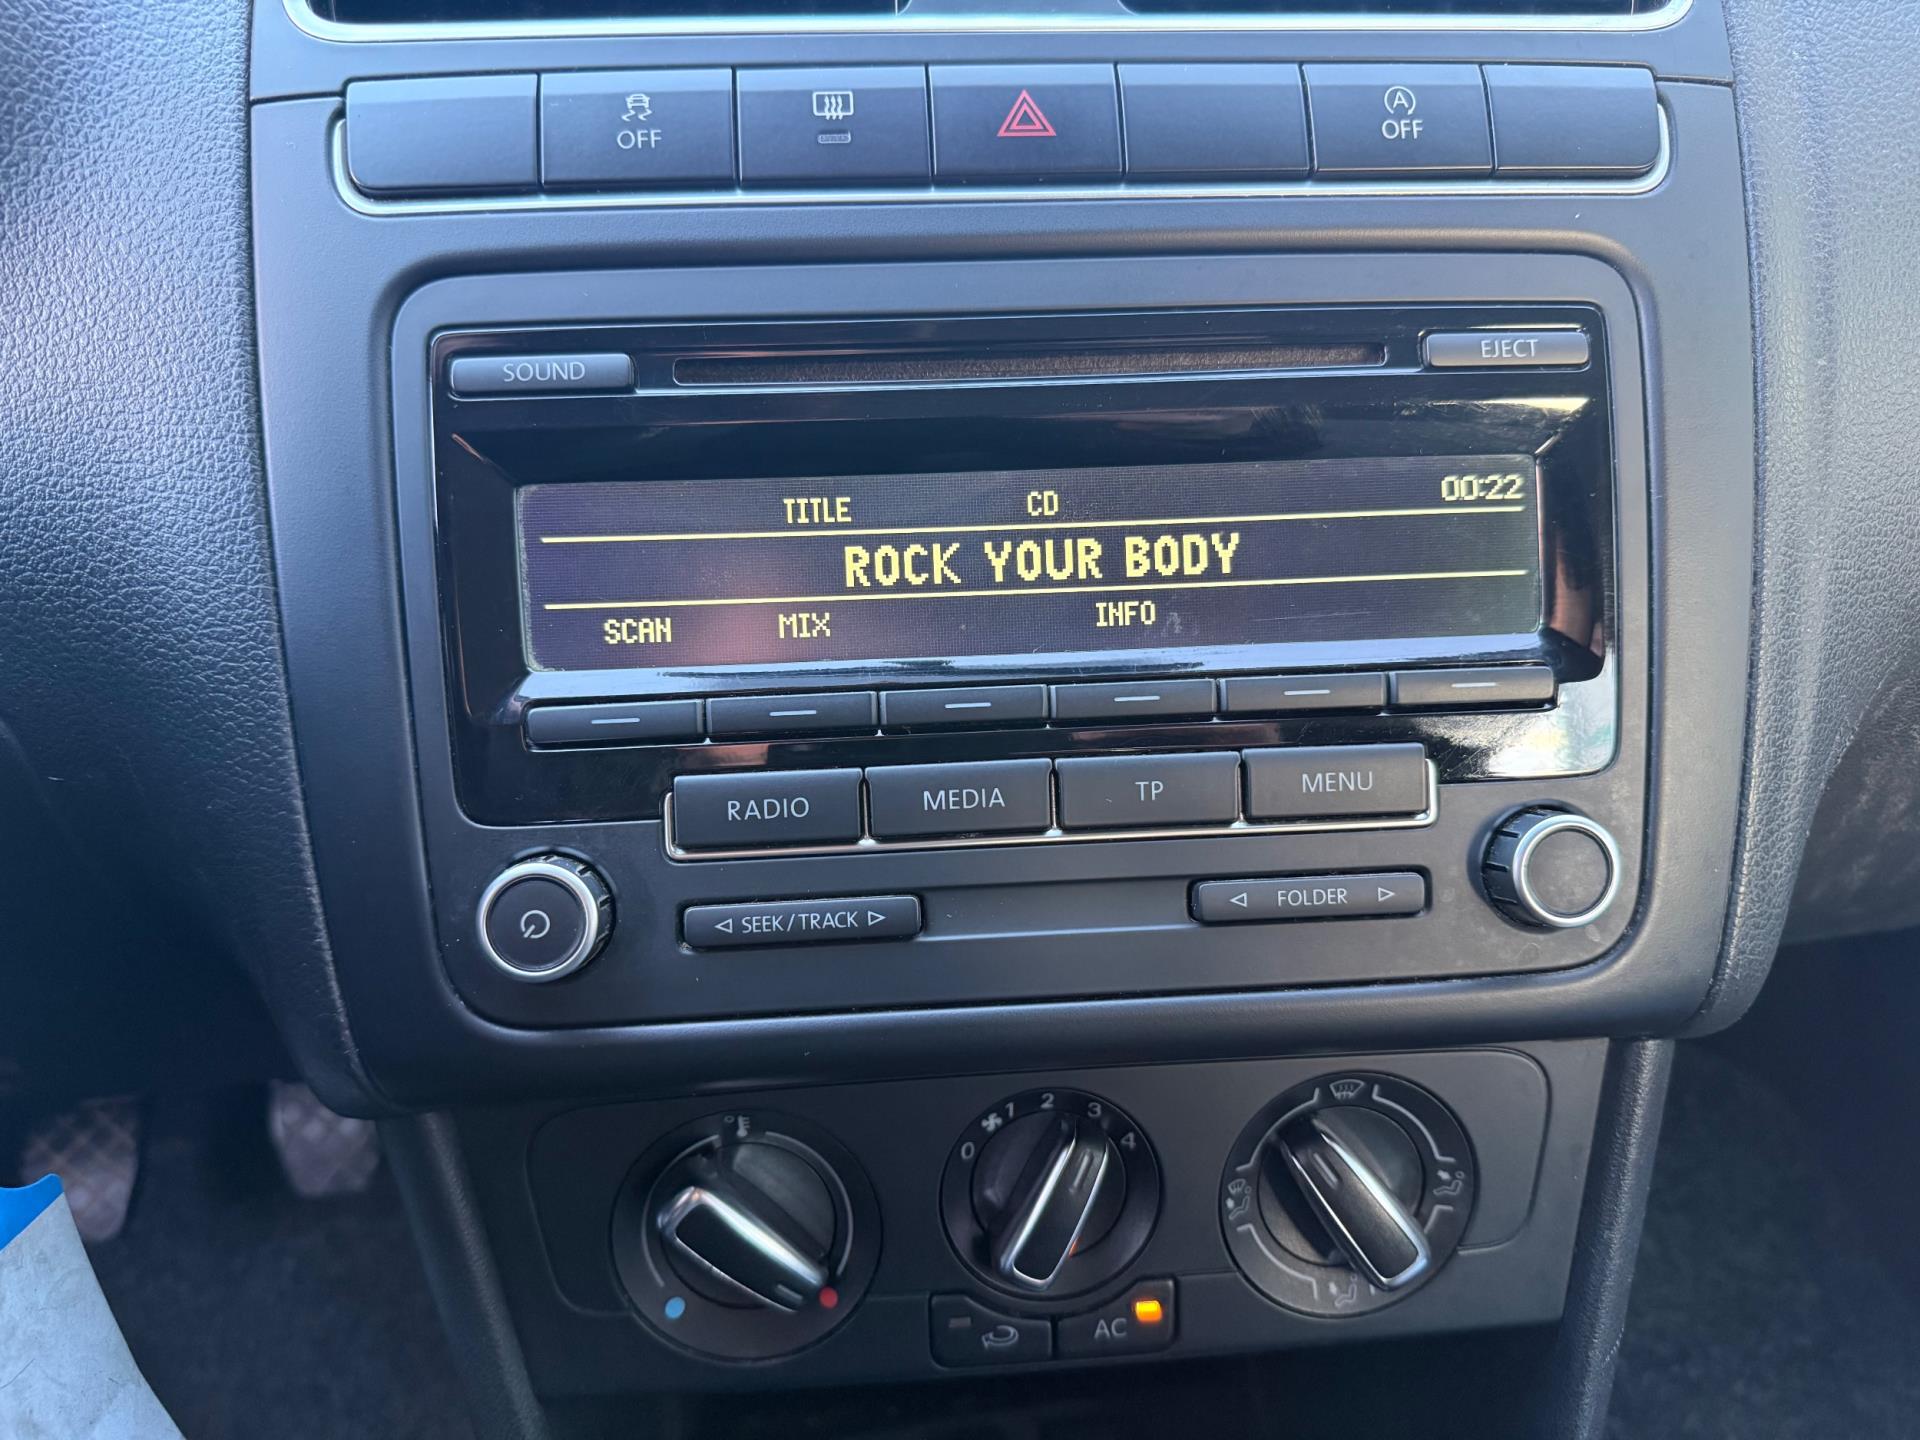 OFF
A
OFF
SOUND
EJECT
TITLE CD 00:22
ROCK YOUR BODY
SCAN MIX INFO
RADIO MEDIA TP MENU
SEEK/TRACK
FOLDER
0 1 2 3 4
AC